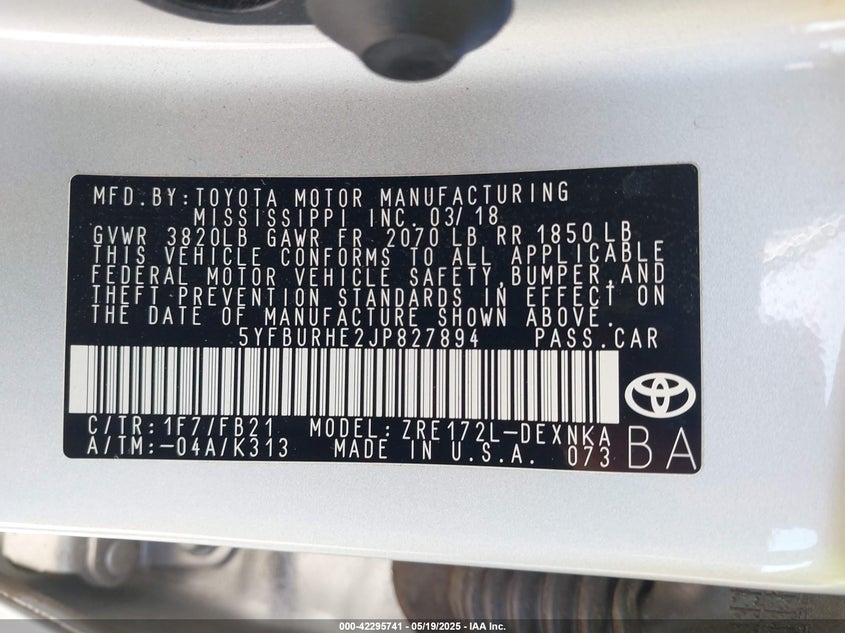 MFD. BY: TOYOTA MOTOR MANUFACTURING
MISSISSIPPI INC. 03/18
GVWR 3820LB GAWR FR 2070 LB RR 1850 LB
THIS VEHICLE CONFORMS TO ALL APPLICABLE
FEDERAL MOTOR VEHICLE SAFETY, BUMPER, AND
THEFT PREVENTION STANDARDS IN EFFECT ON
THE DATE OF MANUFACTURE SHOWN ABOVE.
5YFBURHE2JP827894 PASS.CAR
C/TR: 1F7/FB21 MODEL: ZRE172L-DEXNKA
A/TM:-04A/K313 MADE IN U.S.A. 073 BA
000-42295741 - 05/19/2025 - IAA Inc.